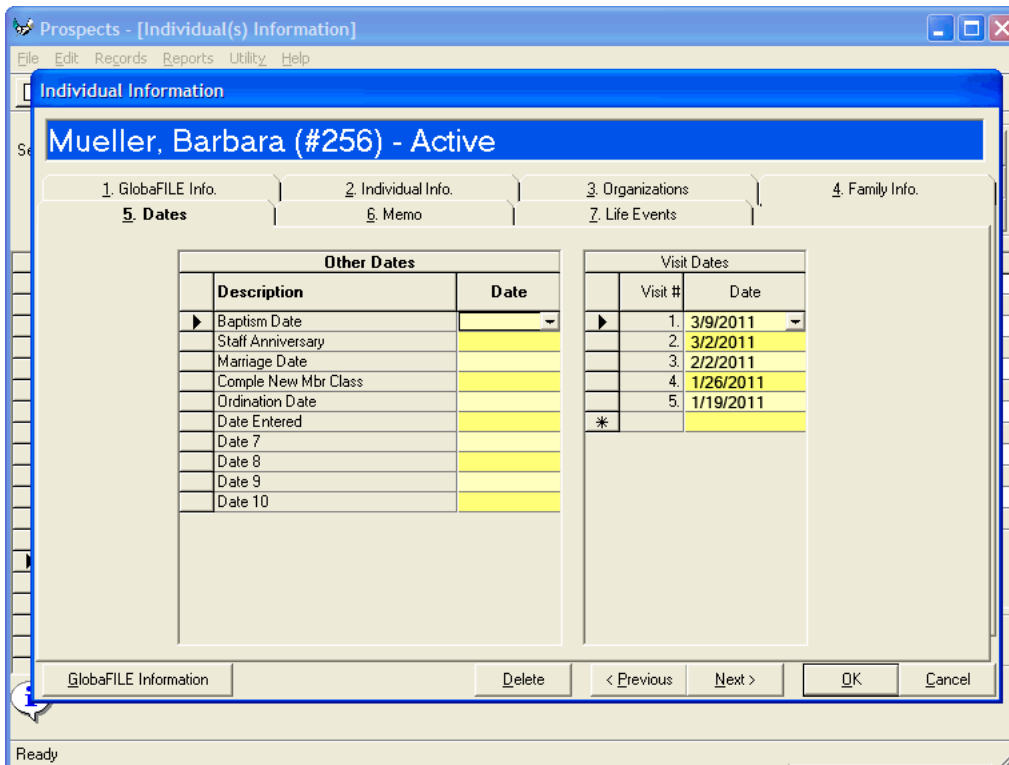 Prospects - [Individual(s) Information]
File Edit Records Reports Utility Help
Individual Information
Se
Mueller, Barbara (#256) - Active
1. GlobaFILE Info. 2. Individual Info. 3. Organizations 4. Family Info.
5. Dates 6. Memo 7. Life Events
Other Dates Visit Dates
Description Date Visit # Date
Baptism Date 1. 3/9/2011
Staff Anniversary 2. 3/2/2011
Marriage Date 3. 2/2/2011
Comple New Mbr Class 4. 1/26/2011
Ordination Date 5. 1/19/2011
Date Entered
Date 7
Date 8
Date 9
Date 10
GlobaFILE Information Delete < Previous Next > OK Cancel
Ready